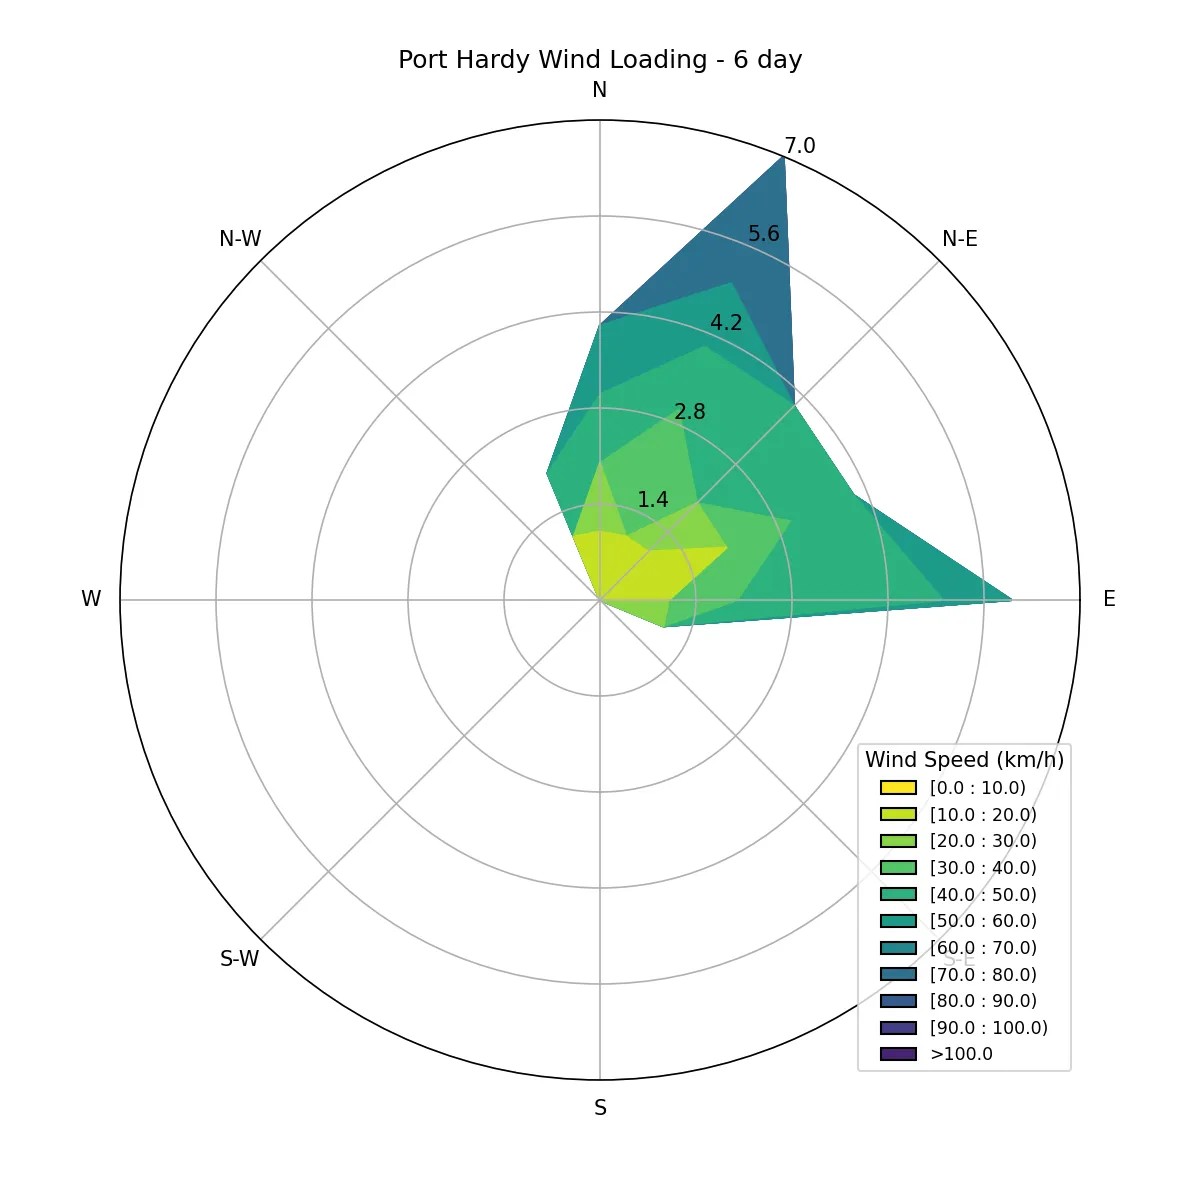 Port Hardy Wind Loading - 6 day
N
7.0
N-W
5.6
N-E
4.2
2.8
1.4
W
E
Wind Speed (km/h)
[0.0 : 10.0)
[10.0 : 20.0)
[20.0 : 30.0)
[30.0 : 40.0)
[40.0 : 50.0)
[50.0 : 60.0)
[60.0 : 70.0)
S-W
S-E
[70.0 : 80.0)
[80.0 : 90.0)
[90.0 : 100.0)
>100.0
S